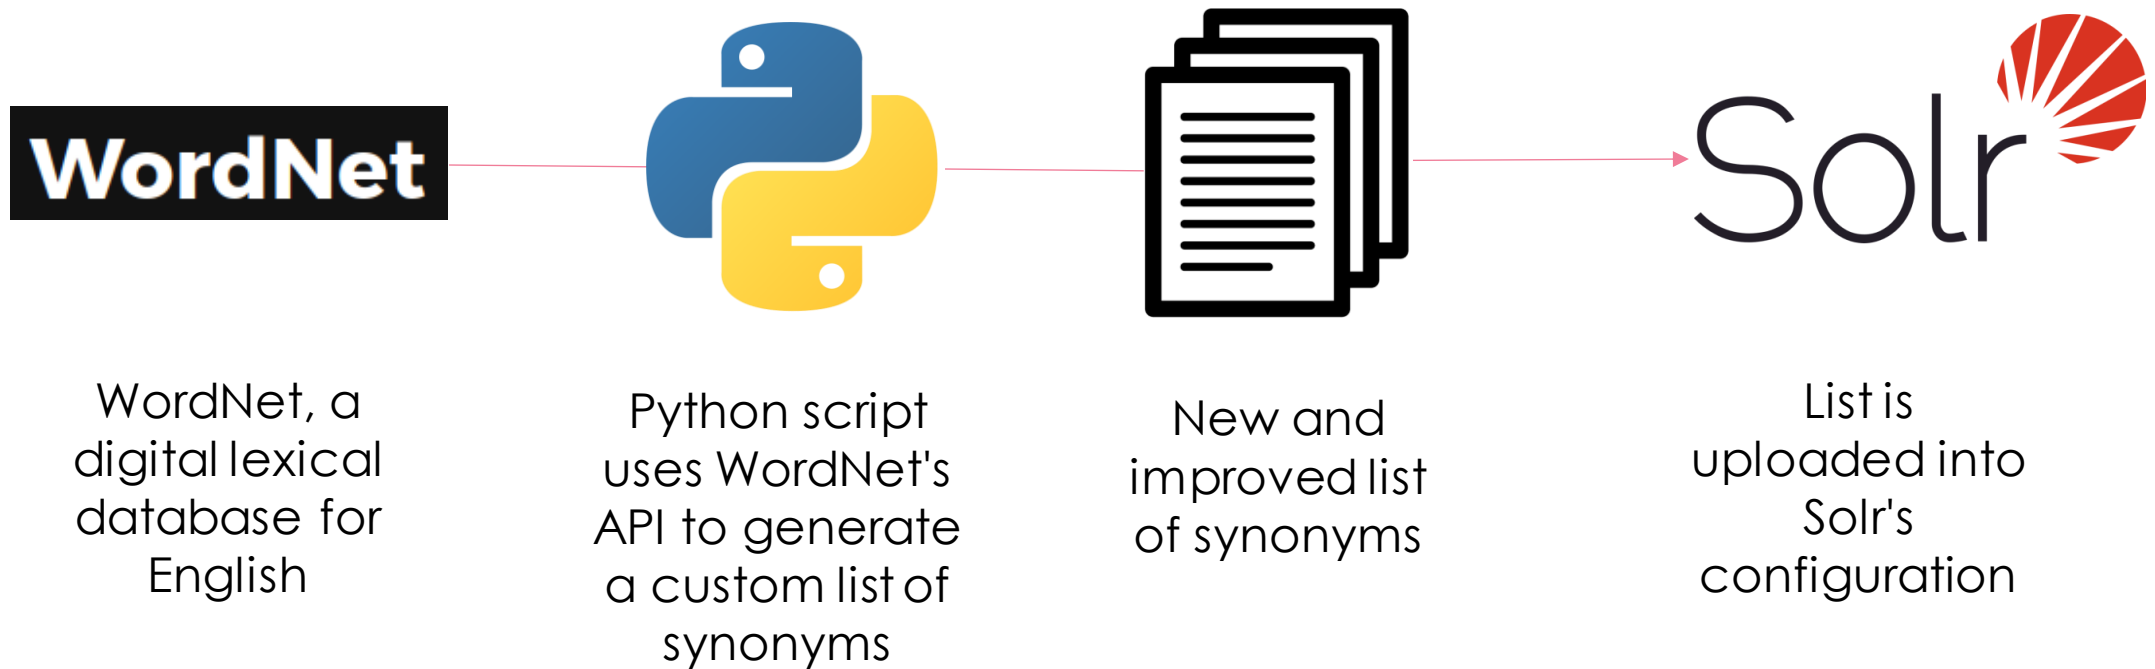 WordNet
Solr
WordNet, a
digital lexical
database for
English
Python script
uses WordNet's
API to generate
a custom list of
synonyms
New and
improved list
of synonyms
List is
uploaded into
Solr's
configuration